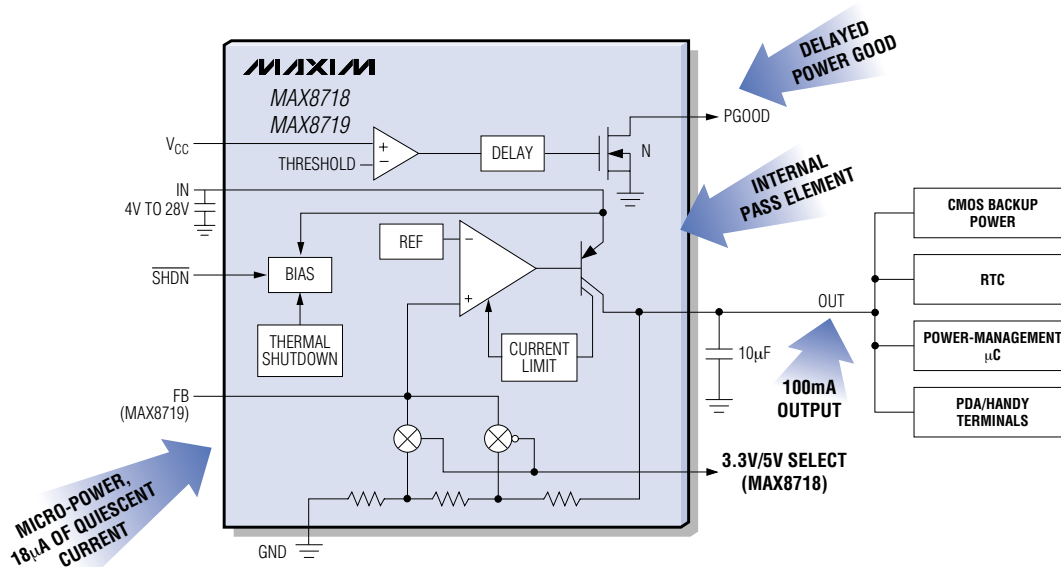 DELAYED
POWER GOOD
MAXIM
MAX8718
MAX8719
PGOOD
VCC
THRESHOLD
+
−
DELAY
N
IN
4V TO 28V
INTERNAL
PASS ELEMENT
REF
−
+
SHDN
BIAS
THERMAL
SHUTDOWN
CURRENT
LIMIT
OUT
10µF
100mA
OUTPUT
CMOS BACKUP
POWER
RTC
POWER-MANAGEMENT
µC
PDA/HANDY
TERMINALS
FB
(MAX8719)
3.3V/5V SELECT
(MAX8718)
MICRO-POWER,
18µA OF QUIESCENT
CURRENT
GND